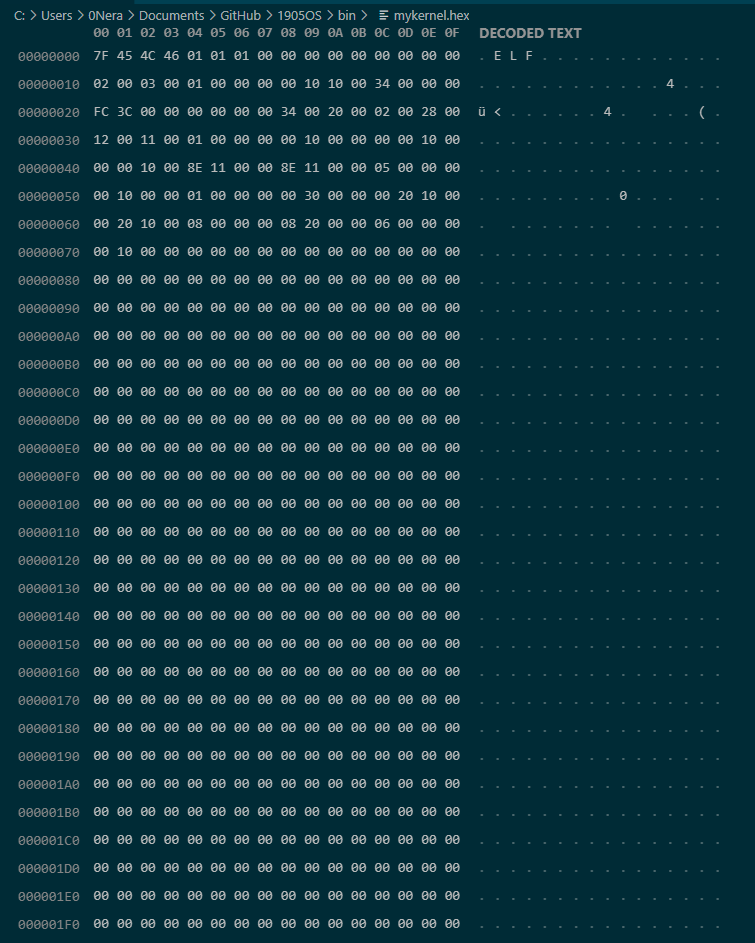 C: > Users > 0Nera > Documents > GitHub > 1905OS > bin > mykernel.hex
00 01 02 03 04 05 06 07 08 09 0A 0B 0C 0D 0E 0F DECODED TEXT
00000000 7F 45 4C 46 01 01 01 00 00 00 00 00 00 00 00 00 . E L F . . . . . . . . . . . .
00000010 02 00 03 00 01 00 00 00 00 10 10 00 34 00 00 00 . . . . . . . . . . . . 4 . . .
00000020 FC 3C 00 00 00 00 00 00 34 00 20 00 02 00 28 00 ü < . . . . . . 4 .   . . . ( .
00000030 12 00 11 00 01 00 00 00 00 10 00 00 00 00 10 00 . . . . . . . . . . . . . . . .
00000040 00 00 10 00 8E 11 00 00 8E 11 00 00 05 00 00 00 . . . . . . . . . . . . . . . .
00000050 00 10 00 00 01 00 00 00 00 30 00 00 00 20 10 00 . . . . . . . . . 0 . . .   . .
00000060 00 20 10 00 08 00 00 00 08 20 00 00 06 00 00 00 .   . . . . . . .   . . . . . .
00000070 00 10 00 00 00 00 00 00 00 00 00 00 00 00 00 00 . . . . . . . . . . . . . . . .
00000080 00 00 00 00 00 00 00 00 00 00 00 00 00 00 00 00 . . . . . . . . . . . . . . . .
00000090 00 00 00 00 00 00 00 00 00 00 00 00 00 00 00 00 . . . . . . . . . . . . . . . .
000000A0 00 00 00 00 00 00 00 00 00 00 00 00 00 00 00 00 . . . . . . . . . . . . . . . .
000000B0 00 00 00 00 00 00 00 00 00 00 00 00 00 00 00 00 . . . . . . . . . . . . . . . .
000000C0 00 00 00 00 00 00 00 00 00 00 00 00 00 00 00 00 . . . . . . . . . . . . . . . .
000000D0 00 00 00 00 00 00 00 00 00 00 00 00 00 00 00 00 . . . . . . . . . . . . . . . .
000000E0 00 00 00 00 00 00 00 00 00 00 00 00 00 00 00 00 . . . . . . . . . . . . . . . .
000000F0 00 00 00 00 00 00 00 00 00 00 00 00 00 00 00 00 . . . . . . . . . . . . . . . .
00000100 00 00 00 00 00 00 00 00 00 00 00 00 00 00 00 00 . . . . . . . . . . . . . . . .
00000110 00 00 00 00 00 00 00 00 00 00 00 00 00 00 00 00 . . . . . . . . . . . . . . . .
00000120 00 00 00 00 00 00 00 00 00 00 00 00 00 00 00 00 . . . . . . . . . . . . . . . .
00000130 00 00 00 00 00 00 00 00 00 00 00 00 00 00 00 00 . . . . . . . . . . . . . . . .
00000140 00 00 00 00 00 00 00 00 00 00 00 00 00 00 00 00 . . . . . . . . . . . . . . . .
00000150 00 00 00 00 00 00 00 00 00 00 00 00 00 00 00 00 . . . . . . . . . . . . . . . .
00000160 00 00 00 00 00 00 00 00 00 00 00 00 00 00 00 00 . . . . . . . . . . . . . . . .
00000170 00 00 00 00 00 00 00 00 00 00 00 00 00 00 00 00 . . . . . . . . . . . . . . . .
00000180 00 00 00 00 00 00 00 00 00 00 00 00 00 00 00 00 . . . . . . . . . . . . . . . .
00000190 00 00 00 00 00 00 00 00 00 00 00 00 00 00 00 00 . . . . . . . . . . . . . . . .
000001A0 00 00 00 00 00 00 00 00 00 00 00 00 00 00 00 00 . . . . . . . . . . . . . . . .
000001B0 00 00 00 00 00 00 00 00 00 00 00 00 00 00 00 00 . . . . . . . . . . . . . . . .
000001C0 00 00 00 00 00 00 00 00 00 00 00 00 00 00 00 00 . . . . . . . . . . . . . . . .
000001D0 00 00 00 00 00 00 00 00 00 00 00 00 00 00 00 00 . . . . . . . . . . . . . . . .
000001E0 00 00 00 00 00 00 00 00 00 00 00 00 00 00 00 00 . . . . . . . . . . . . . . . .
000001F0 00 00 00 00 00 00 00 00 00 00 00 00 00 00 00 00 . . . . . . . . . . . . . . . .